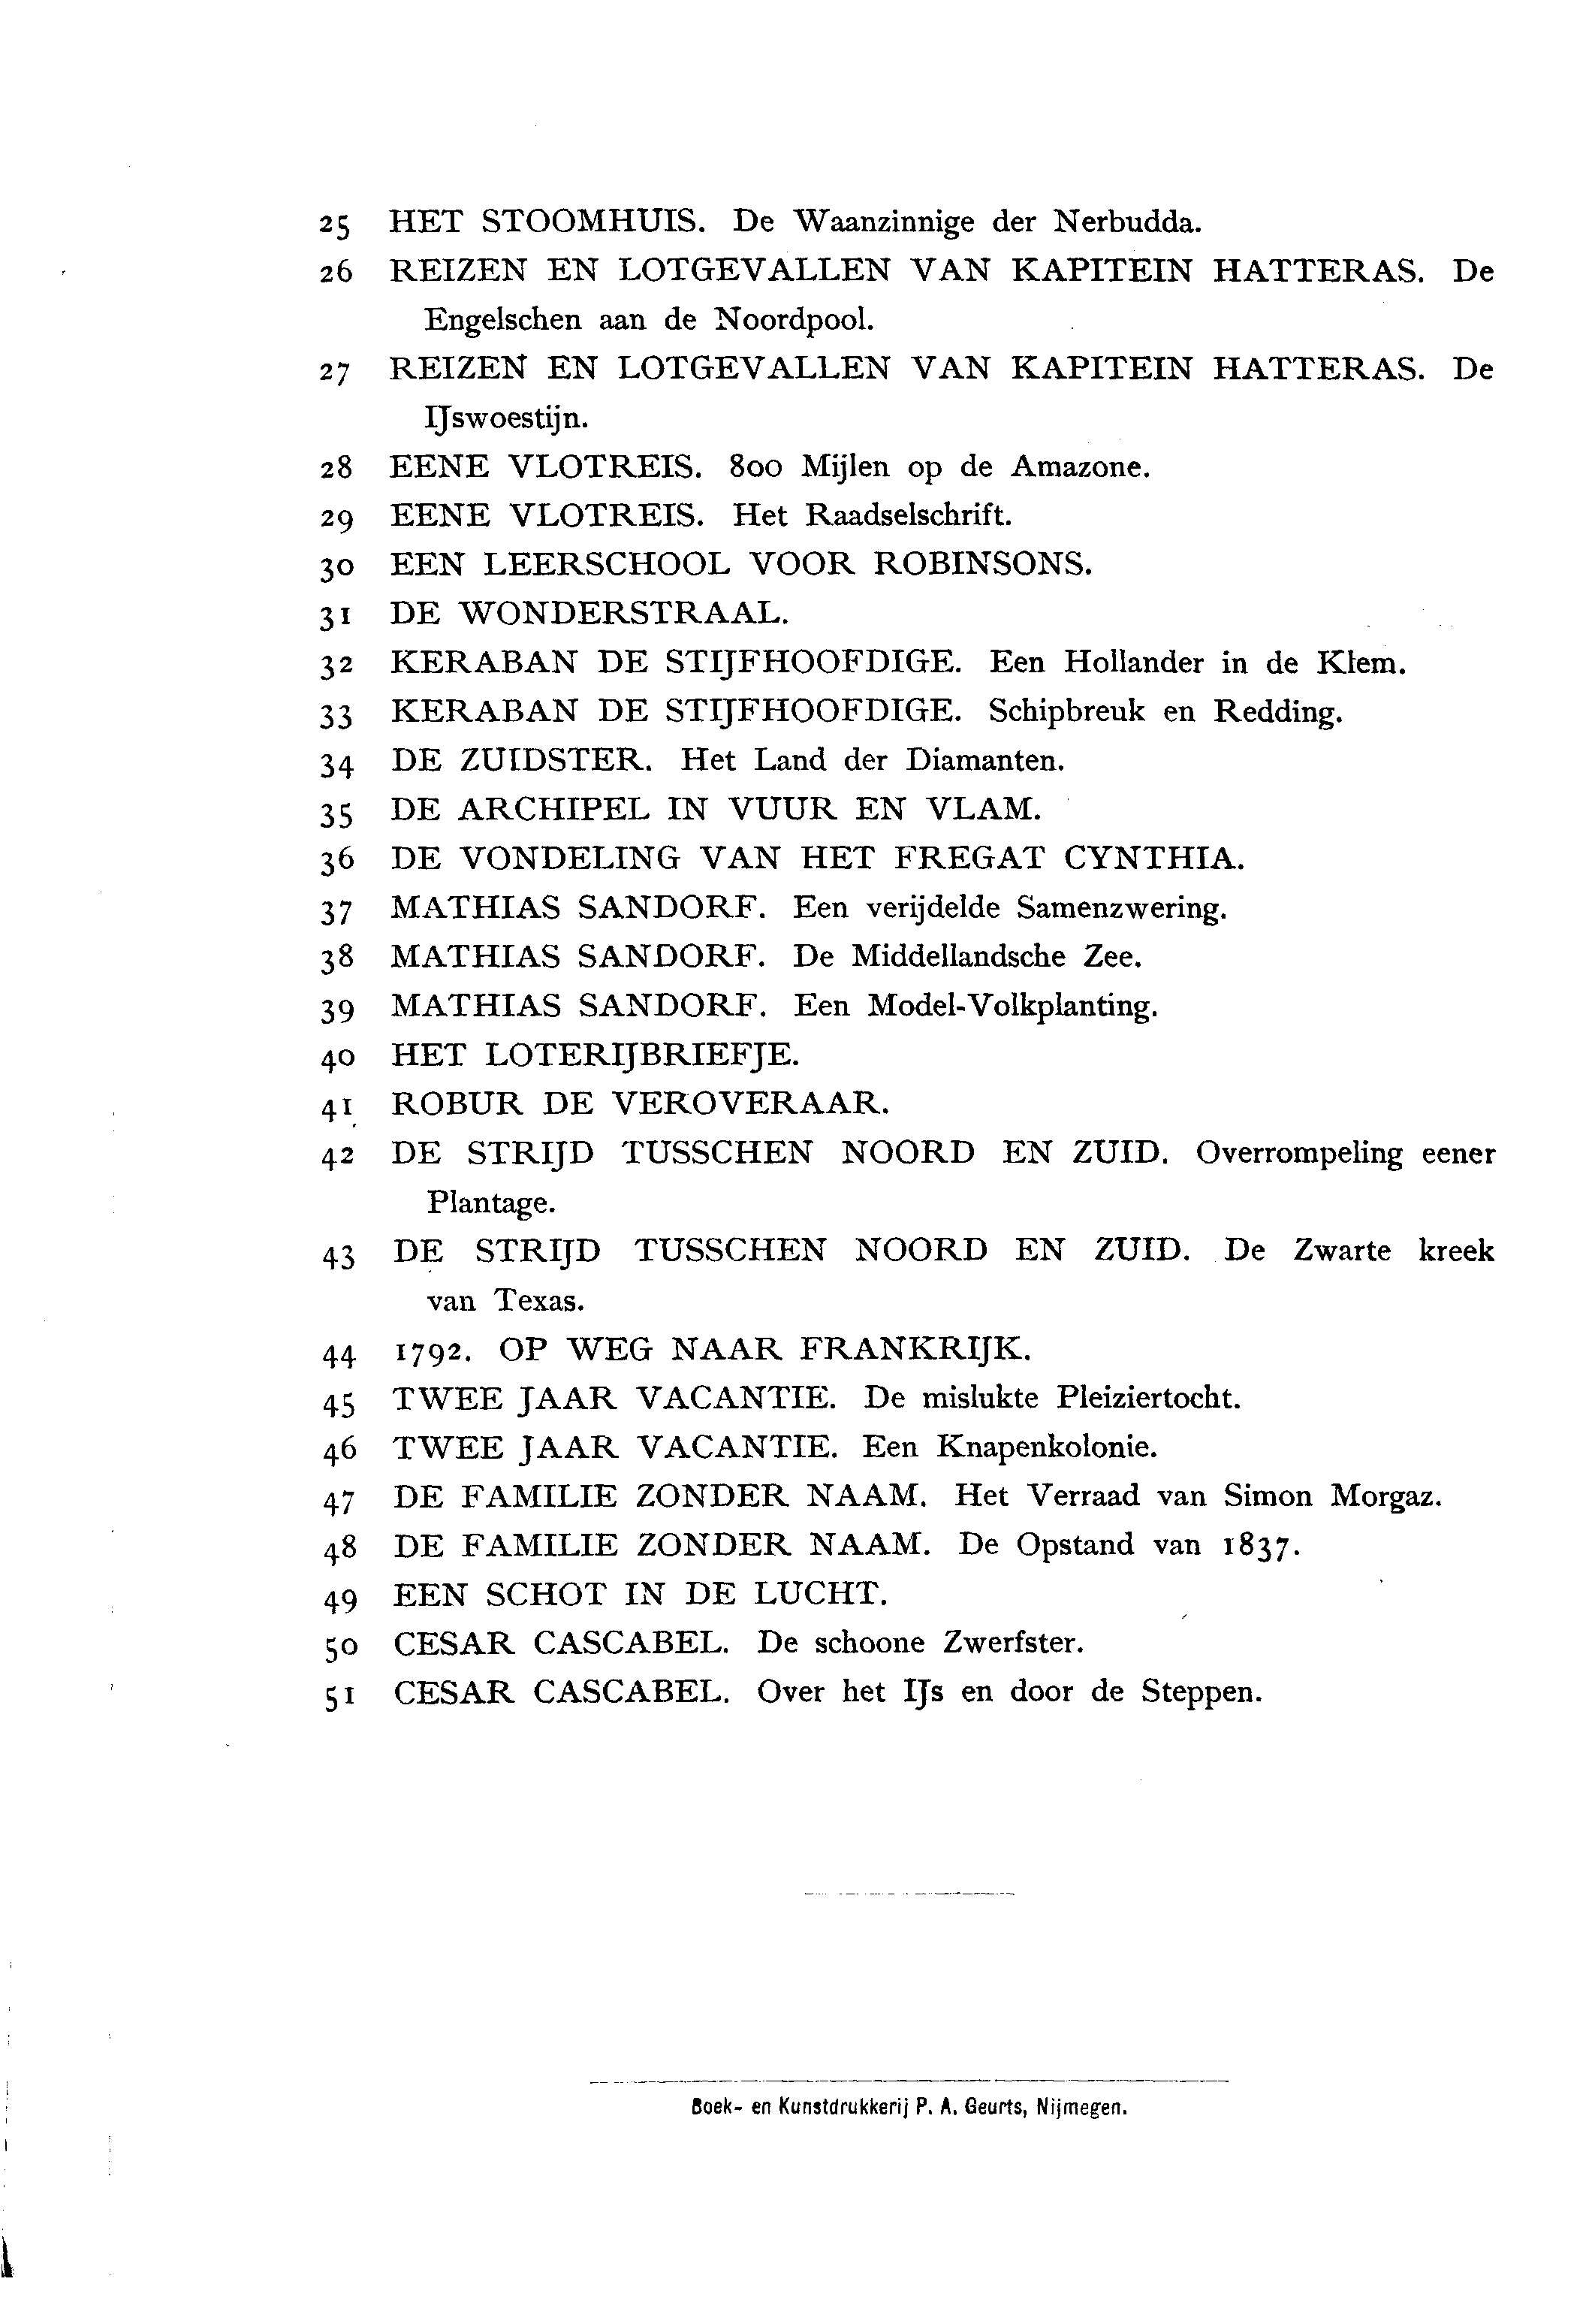 25 HET STOOMHUIS. De Waanzinnige der Nerbudda.
26 REIZEN EN LOTGEVALLEN VAN KAPITEIN HATTERAS. De
Engelschen aan de Noordpool.
27 REIZEN EN LOTGEVALLEN VAN KAPITEIN HATTERAS. De
IJswoestijn.
28 EENE VLOTREIS. 800 Mijlen op de Amazone.
29 EENE VLOTREIS. Het Raadselschrift.
30 EEN LEERSCHOOL VOOR ROBINSONS.
31 DE WONDERSTRAAL.
32 KERABAN DE STIJFHOOFDIGE. Een Hollander in de Klem.
33 KERABAN DE STIJFHOOFDIGE. Schipbreuk en Redding.
34 DE ZUIDSTER. Het Land der Diamanten.
35 DE ARCHIPEL IN VUUR EN VLAM.
36 DE VONDELING VAN HET FREGAT CYNTHIA.
37 MATHIAS SANDORF. Een verijdelde Samenzwering.
38 MATHIAS SANDORF. De Middellandsche Zee.
39 MATHIAS SANDORF. Een Model-Volkplanting.
40 HET LOTERIJBRIEFJE.
41 ROBUR DE VEROVERAAR.
42 DE STRIJD TUSSCHEN NOORD EN ZUID. Overrompeling eener
Plantage.
43 DE STRIJD TUSSCHEN NOORD EN ZUID. De Zwarte kreek
van Texas.
44 1792. OP WEG NAAR FRANKRIJK.
45 TWEE JAAR VACANTIE. De mislukte Pleiziertocht.
46 TWEE JAAR VACANTIE. Een Knapenkolonie.
47 DE FAMILIE ZONDER NAAM. Het Verraad van Simon Morgaz.
48 DE FAMILIE ZONDER NAAM. De Opstand van 1837.
49 EEN SCHOT IN DE LUCHT.
50 CESAR CASCABEL. De schoone Zwerfster.
51 CESAR CASCABEL. Over het IJs en door de Steppen.
Boek- en Kunstdrukkerij P. A. Geurts, Nijmegen.